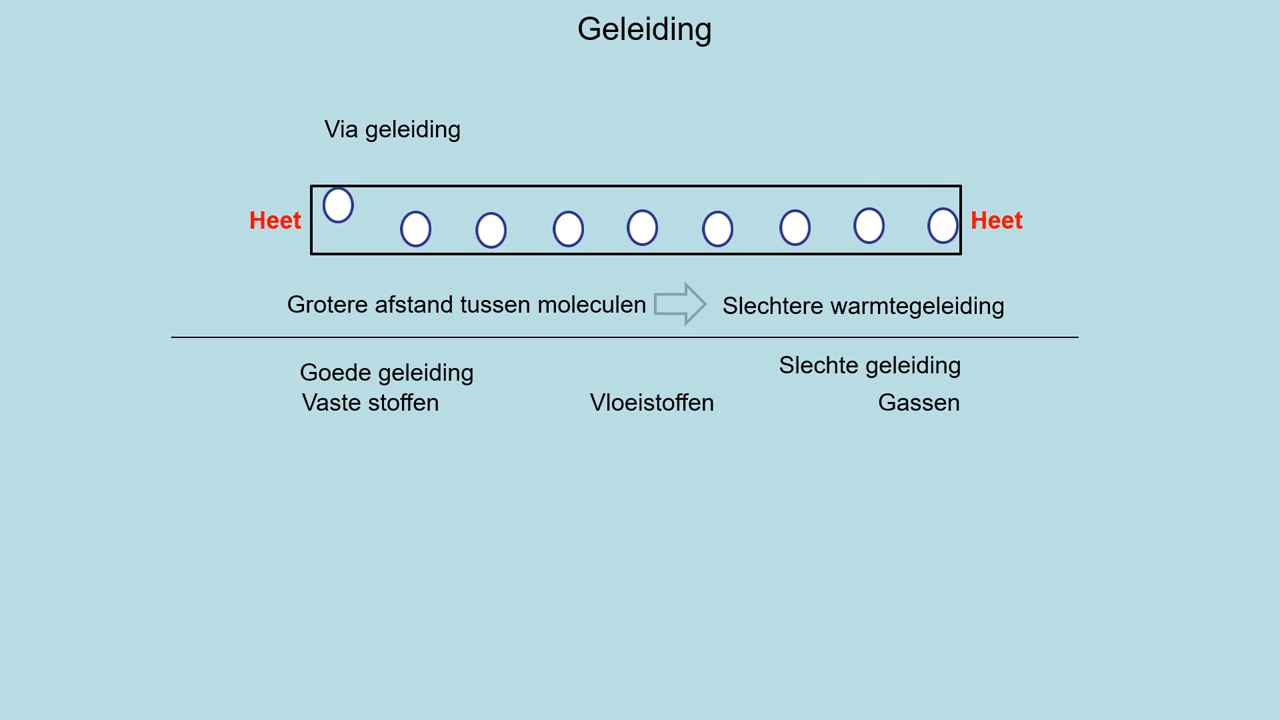 Geleiding
Via geleiding
Heet
Heet
Grotere afstand tussen moleculen
Slechtere warmtegeleiding
Goede geleiding
Slechte geleiding
Vaste stoffen
Vloeistoffen
Gassen